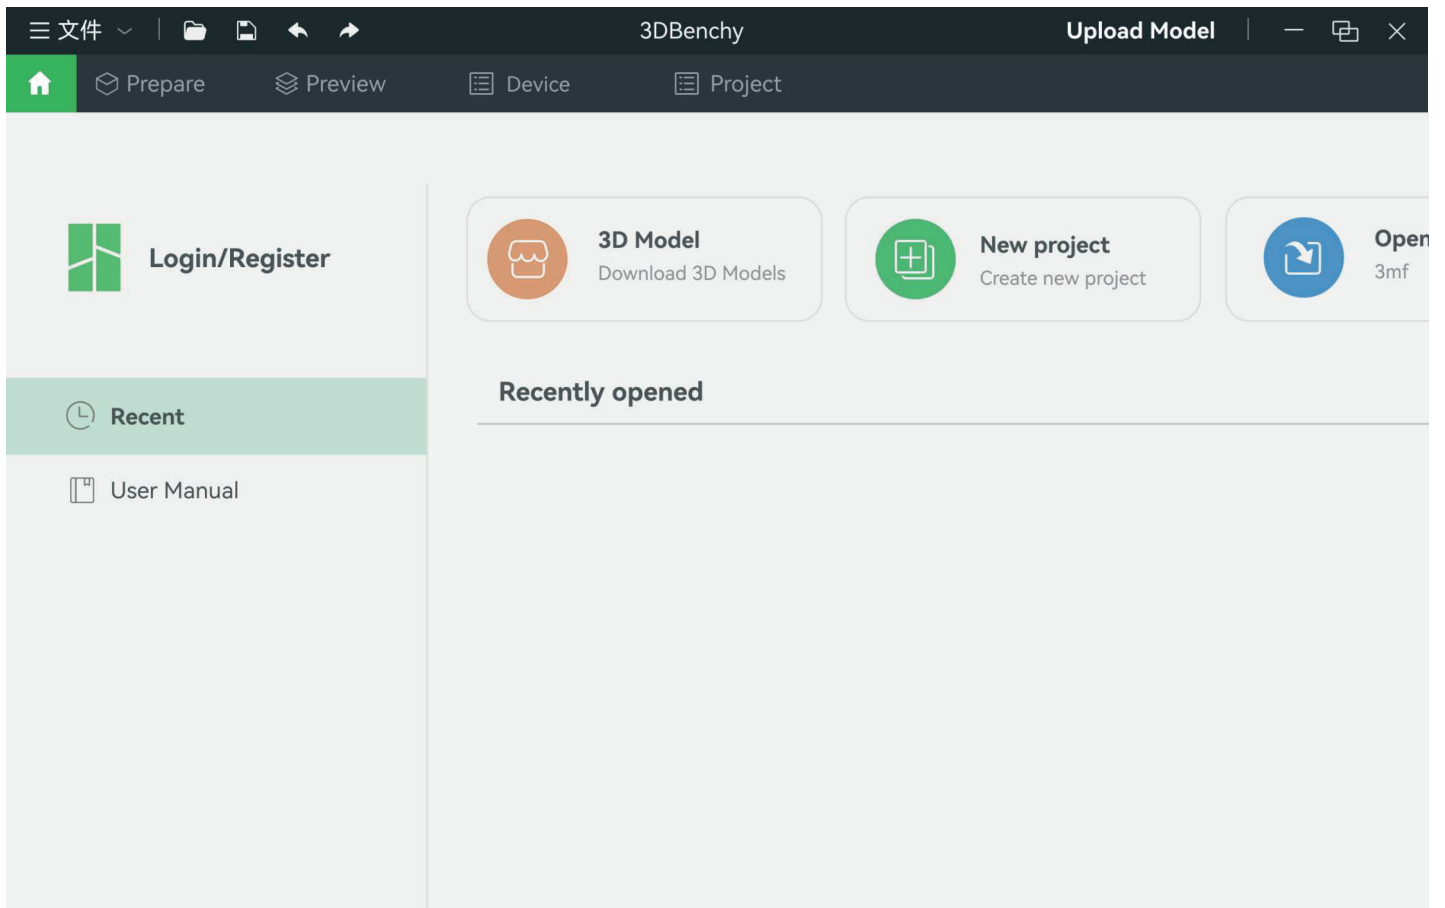 文件
3DBenchy
Upload Model
Prepare
Preview
Device
Project
Login/Register
3D Model
Download 3D Models
New project
Create new project
Open
3mf
Recently opened
Recent
User Manual